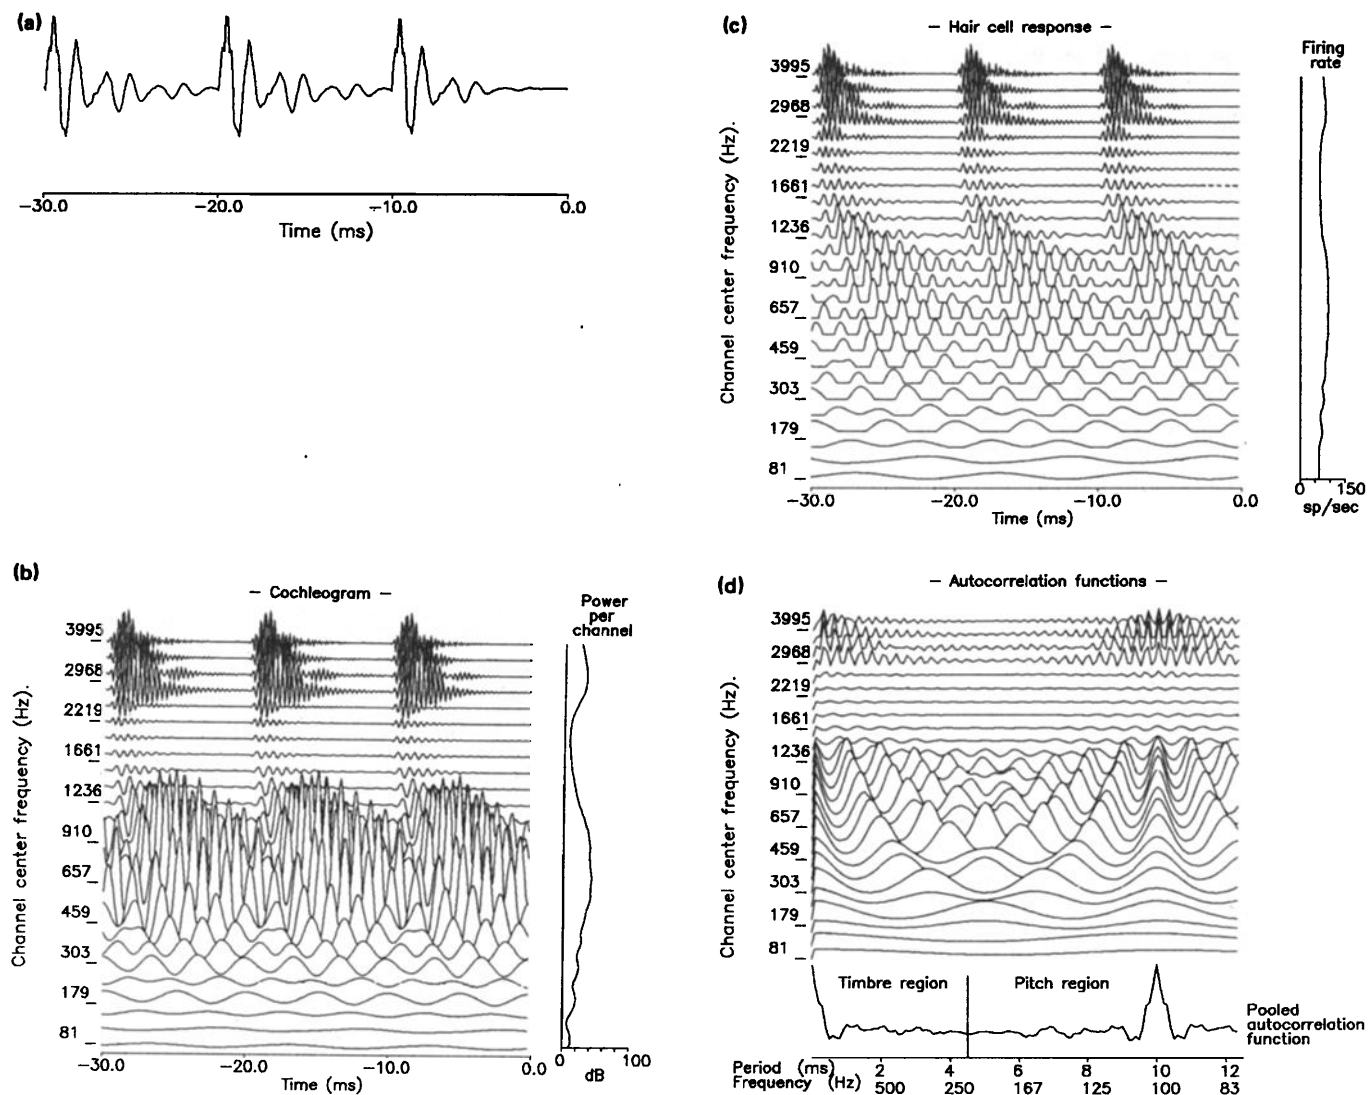 (a)
−30.0 −20.0 −10.0 0.0
Time (ms)
(b)
− Cochleogram −
Power
per
channel
Channel center frequency (Hz).
3995
2968
2219
1661
1236
910
657
459
303
179
81
−30.0 −20.0 −10.0 0.0
Time (ms)
0 100
dB
(c)
− Hair cell response −
Firing
rate
Channel center frequency (Hz).
3995
2968
2219
1661
1236
910
657
459
303
179
81
−30.0 −20.0 −10.0 0.0
Time (ms)
0 150
sp/sec
(d)
− Autocorrelation functions −
Channel center frequency (Hz).
3995
2968
2219
1661
1236
910
657
459
303
179
81
Timbre region Pitch region
Pooled
autocorrelation
function
Period (ms) 2 4 6 8 10 12
Frequency (Hz) 500 250 167 125 100 83